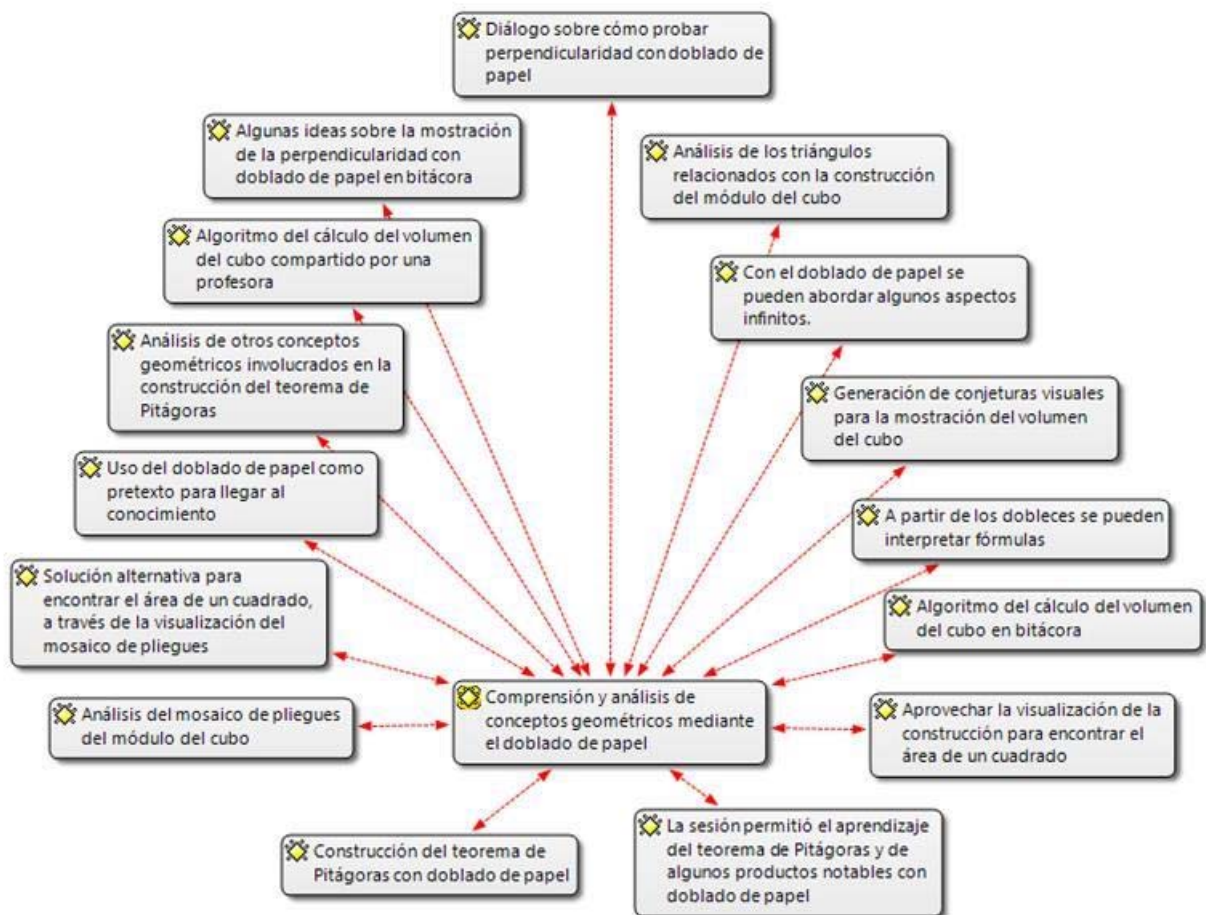 Diálogo sobre cómo probar
perpendicularidad con doblado de
papel
Algunas ideas sobre la mostración
de la perpendicularidad con
doblado de papel en bitácora
Análisis de los triángulos
relacionados con la construcción
del módulo del cubo
Algoritmo del cálculo del volumen
del cubo compartido por una
profesora
Con el doblado de papel se
pueden abordar algunos aspectos
infinitos.
Análisis de otros conceptos
geométricos involucrados en la
construcción del teorema de
Pitágoras
Generación de conjeturas visuales
para la mostración del volumen
del cubo
Uso del doblado de papel como
pretexto para llegar al
conocimiento
A partir de los dobleces se pueden
interpretar fórmulas
Solución alternativa para
encontrar el área de un cuadrado,
a través de la visualización del
mosaico de pliegues
Algoritmo del cálculo del volumen
del cubo en bitácora
Comprensión y análisis de
conceptos geométricos mediante
el doblado de papel
Análisis del mosaico de pliegues
del módulo del cubo
Aprovechar la visualización de la
construcción para encontrar el
área de un cuadrado
Construcción del teorema de
Pitágoras con doblado de papel
La sesión permitió el aprendizaje
del teorema de Pitágoras y de
algunos productos notables con
doblado de papel